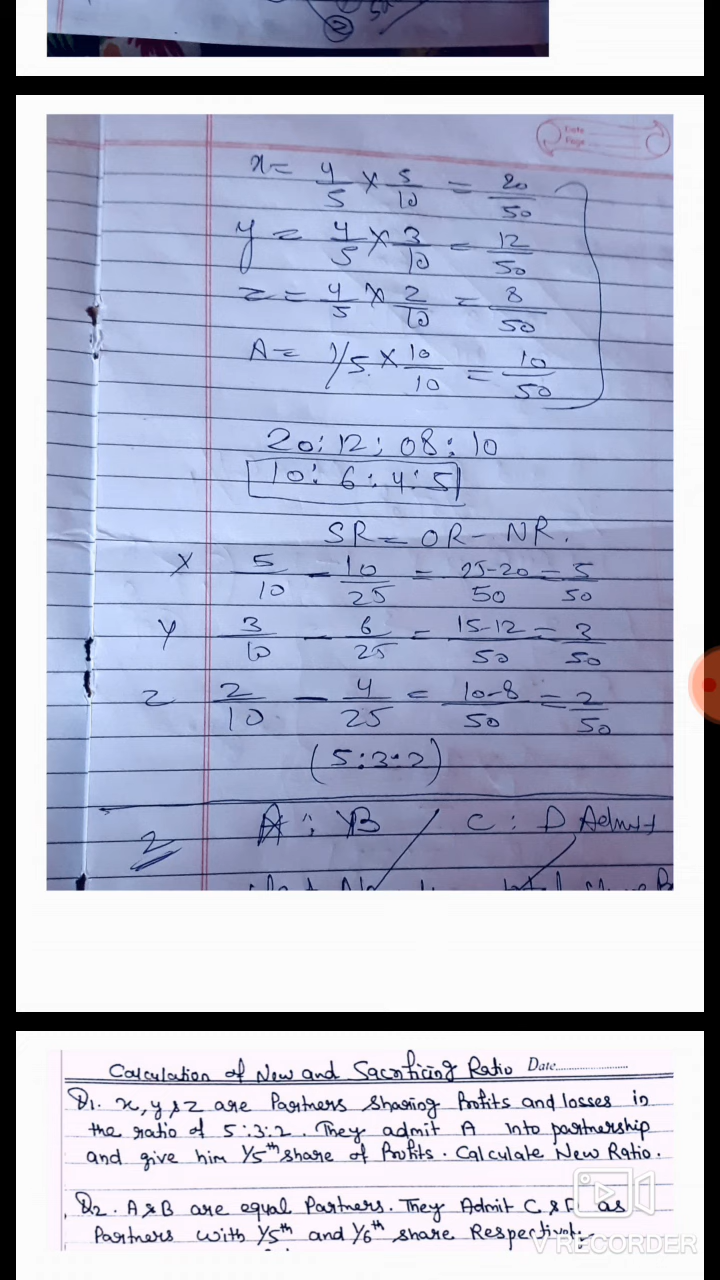 ②
Date
Page
x = 4/5 × 5/10 = 20/50
y = 4/5 × 3/10 = 12/50
z = 4/5 × 2/10 = 8/50
A = 1/5 × 10/10 = 10/50
20 : 12 : 08 : 10
10 : 6 : 4 : 5
SR = OR - NR.
X 5/10 - 10/25 = 25-20/50 = 5/50
Y 3/10 - 6/25 = 15-12/50 = 3/50
Z 2/10 - 4/25 = 10-8/50 = 2/50
(5:3:2)
2 A : B / C : D Admit
Calculation of New and Sacrificing Ratio Date
Q1. x, y & z are Partners sharing Profits and losses in
the ratio of 5:3:2. They admit A into partnership
and give him 1/5th share of Profits. Calculate New Ratio.
Q2. A & B are equal Partners. They Admit C & D as
Partners with 1/5th and 1/6th share Respectively
V RECORDER